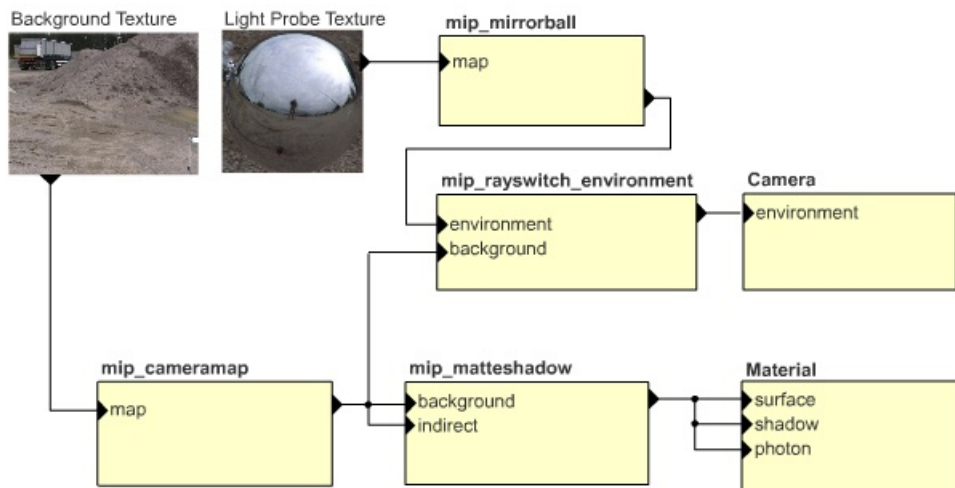 Background Texture
Light Probe Texture
mip_mirrorball
map
mip_rayswitch_environment
environment
background
Camera
environment
mip_cameramap
map
mip_matteshadow
background
indirect
Material
surface
shadow
photon